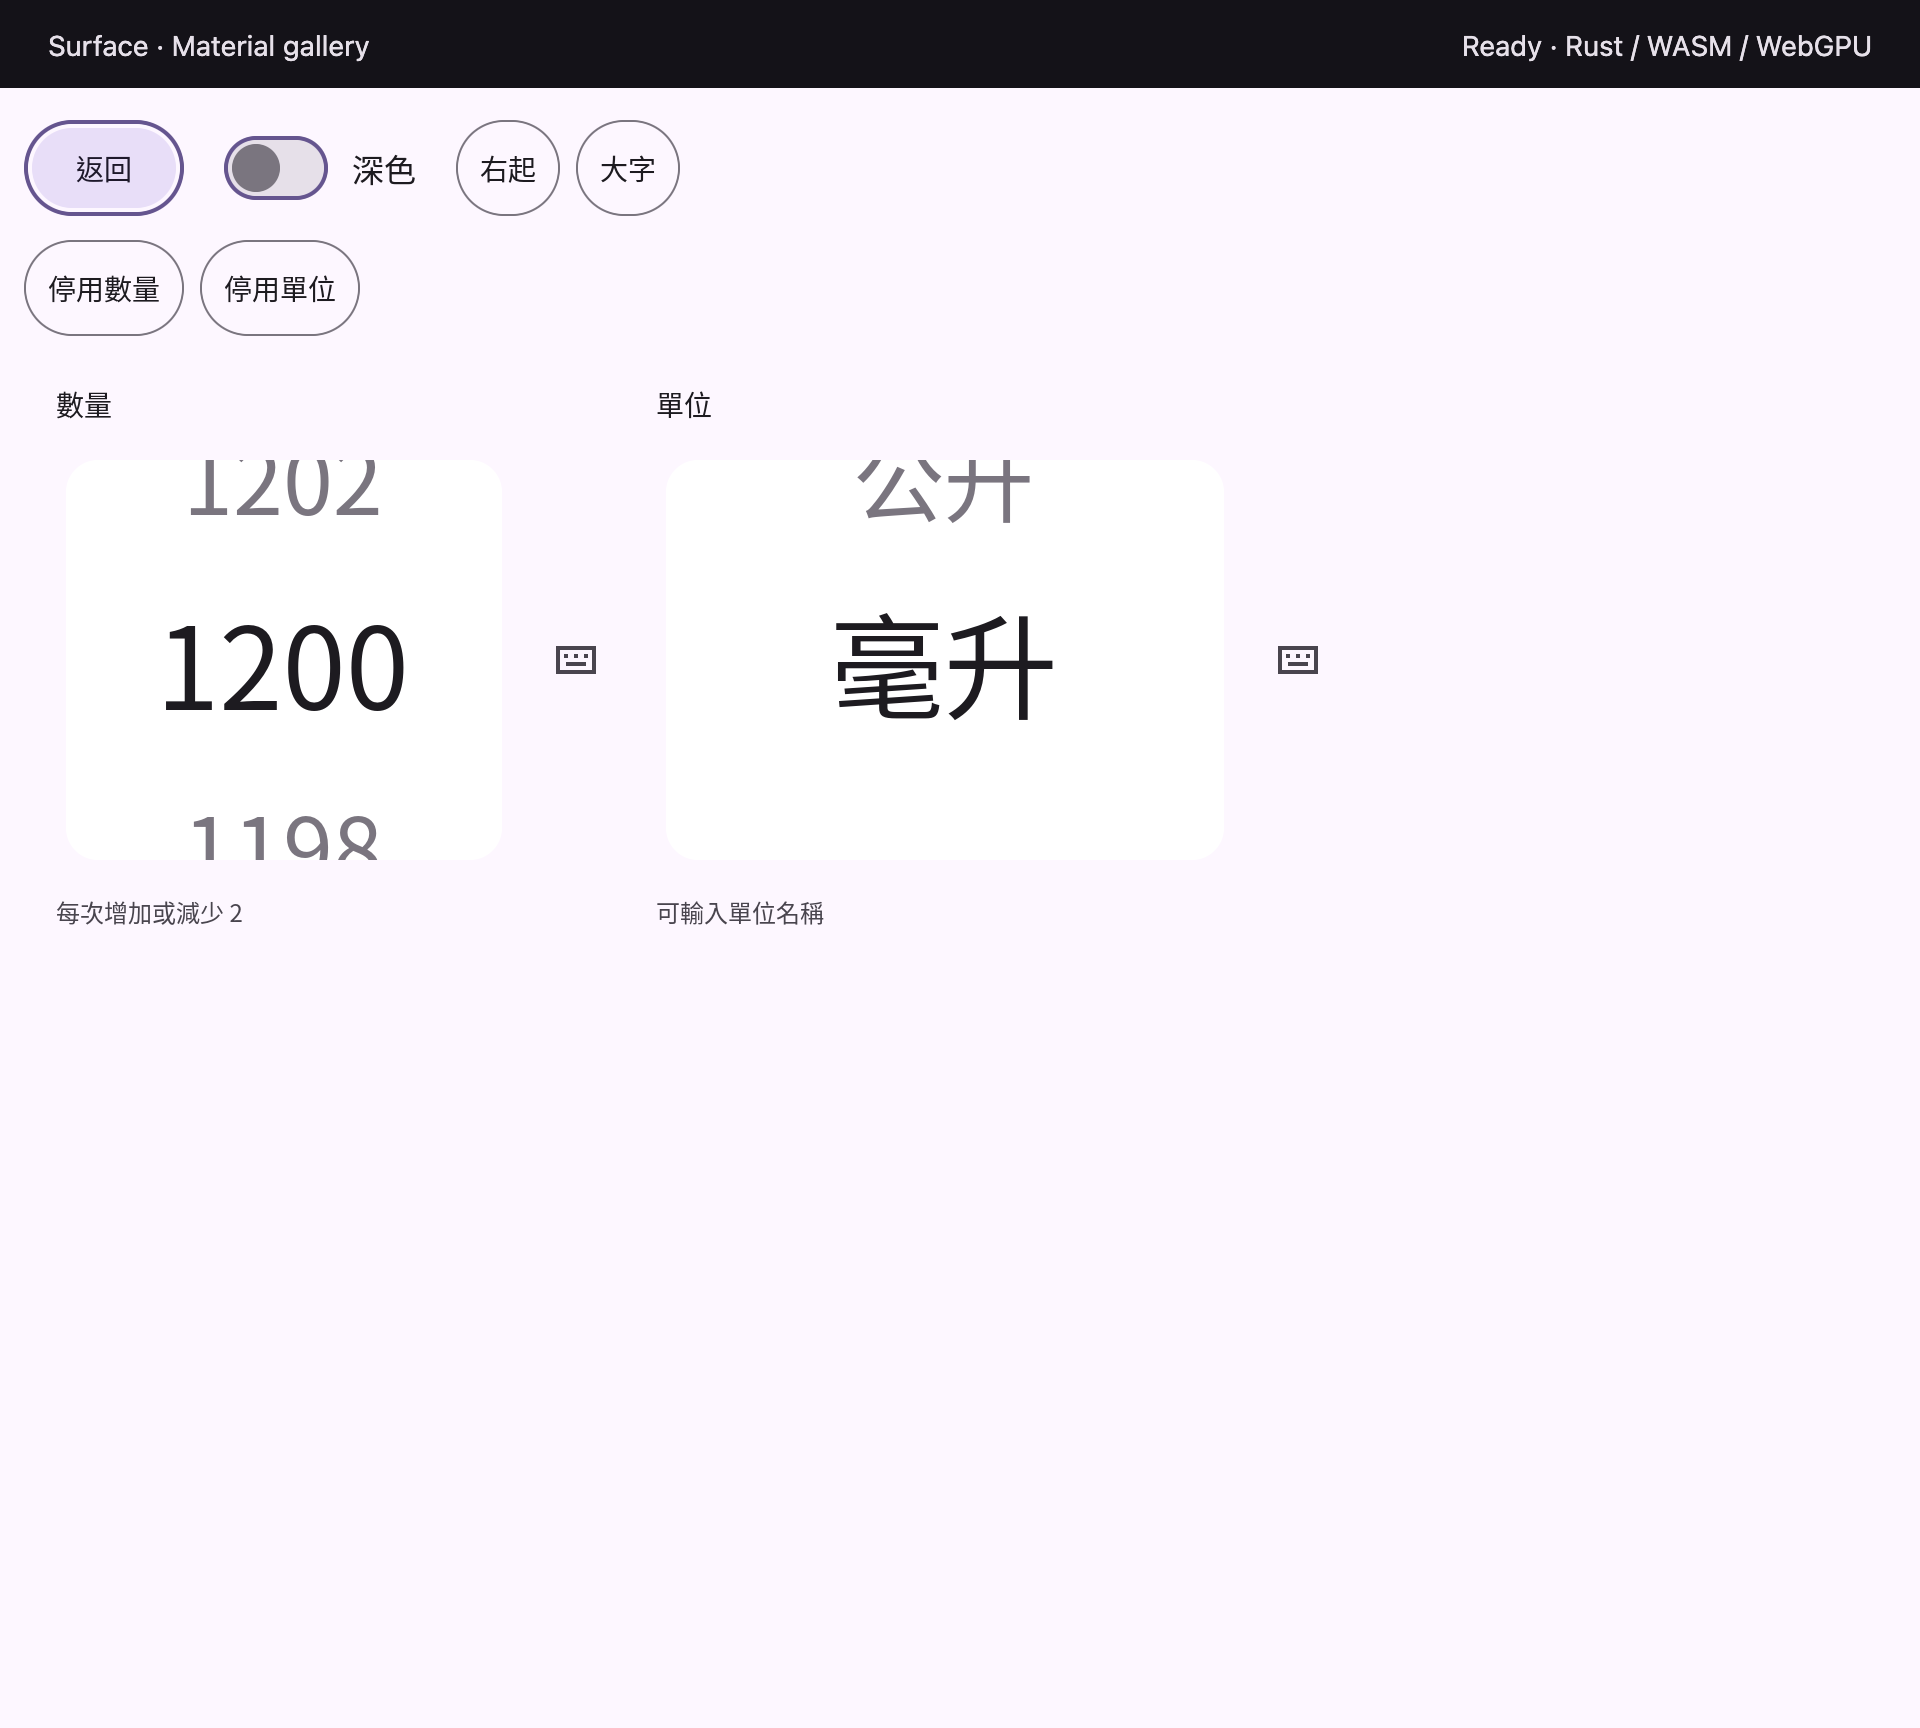 Surface · Material gallery
Ready · Rust / WASM / WebGPU
返回
深色
右起
大字
停用數量
停用單位
數量
單位
1202
公升
1200
毫升
1198
每次增加或減少 2
可輸入單位名稱